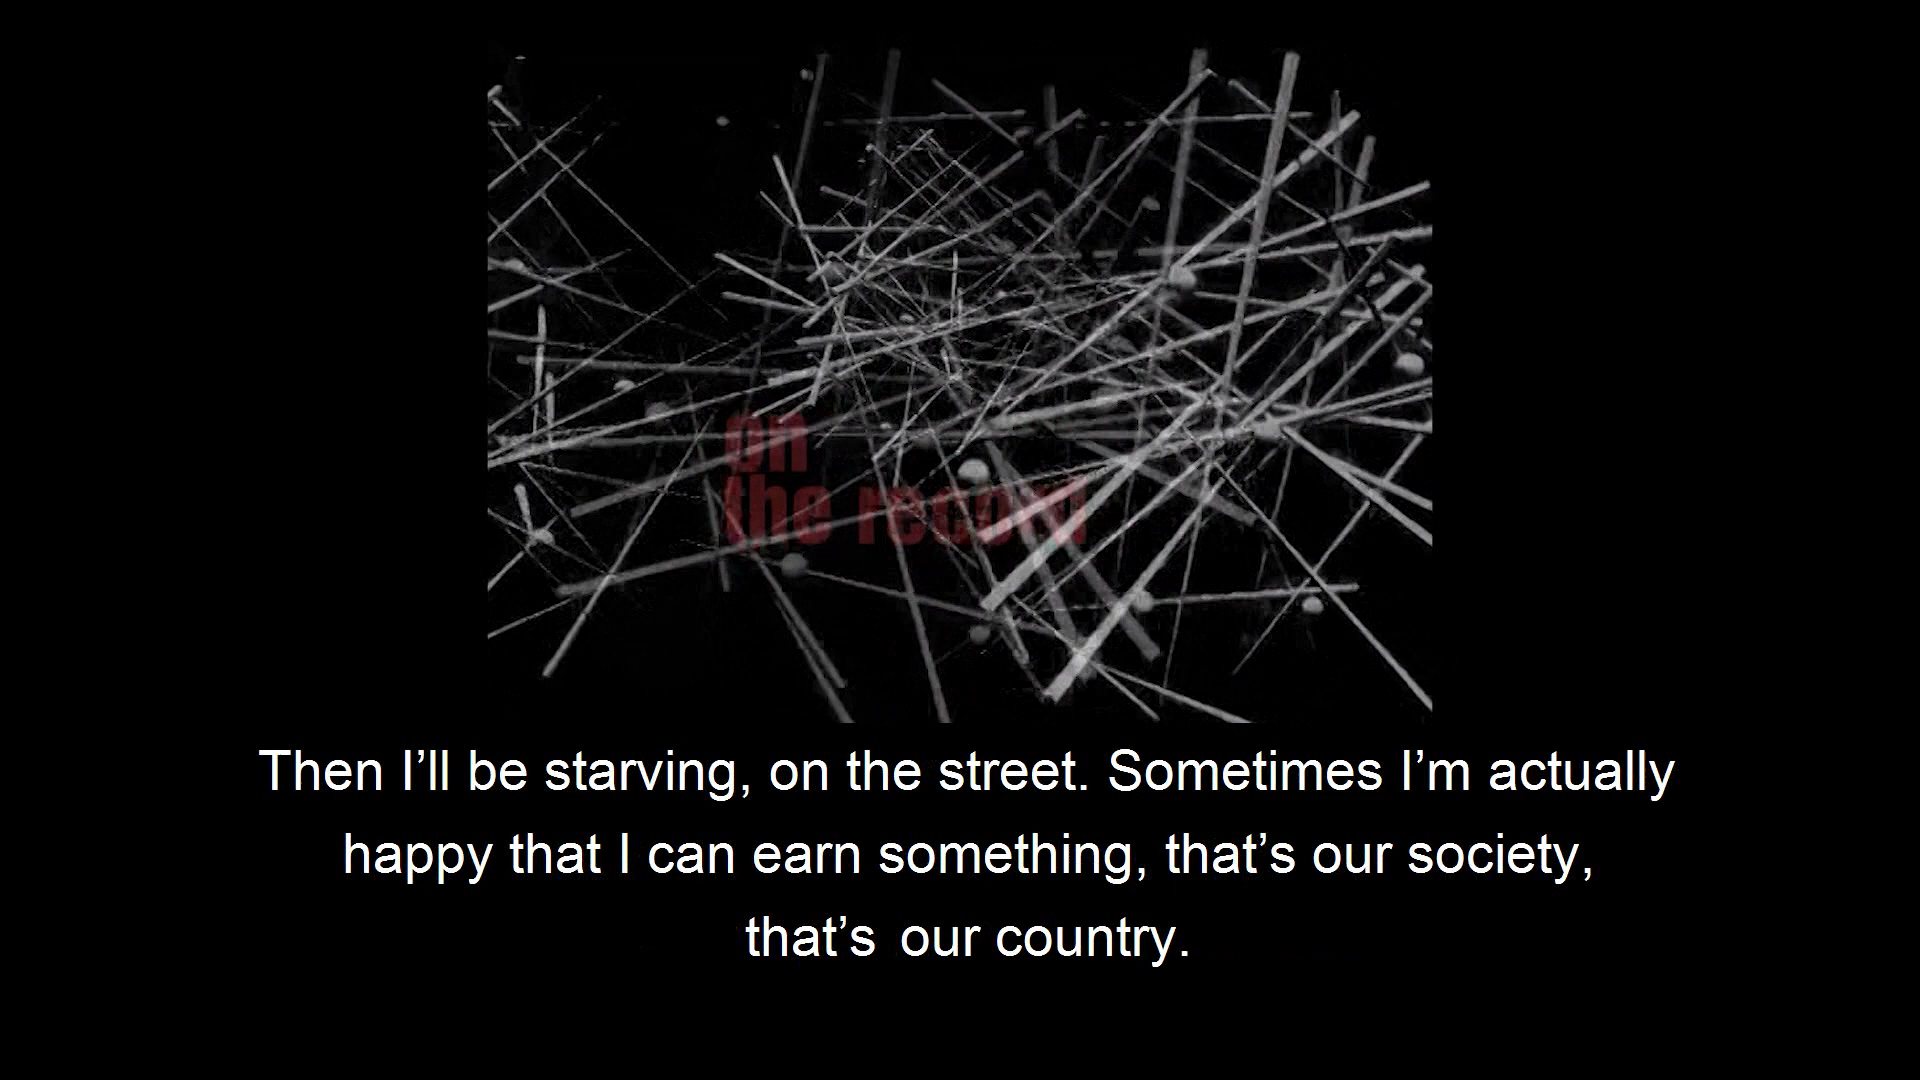 on
the record
Then I’ll be starving, on the street. Sometimes I’m actually
happy that I can earn something, that’s our society,
that’s our country.